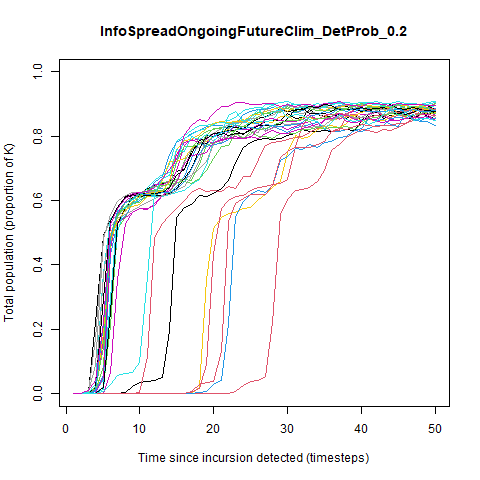 InfoSpreadOngoingFutureClim_DetProb_0.2
Total population (proportion of K)
1.0
0.8
0.6
0.4
0.2
0.0
0 10 20 30 40 50
Time since incursion detected (timesteps)